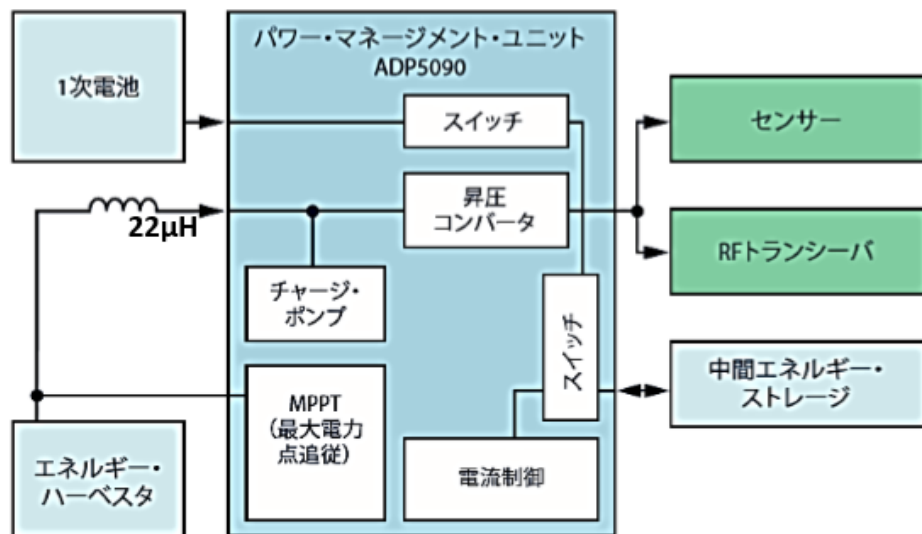 1次電池
パワー・マネージメント・ユニット
ADP5090
スイッチ
センサー
22μH
昇圧
コンバータ
RFトランシーバ
チャージ・
ポンプ
スイッチ
中間エネルギー・
ストレージ
MPPT
(最大電力
点追従)
電流制御
エネルギー・
ハーベスタ